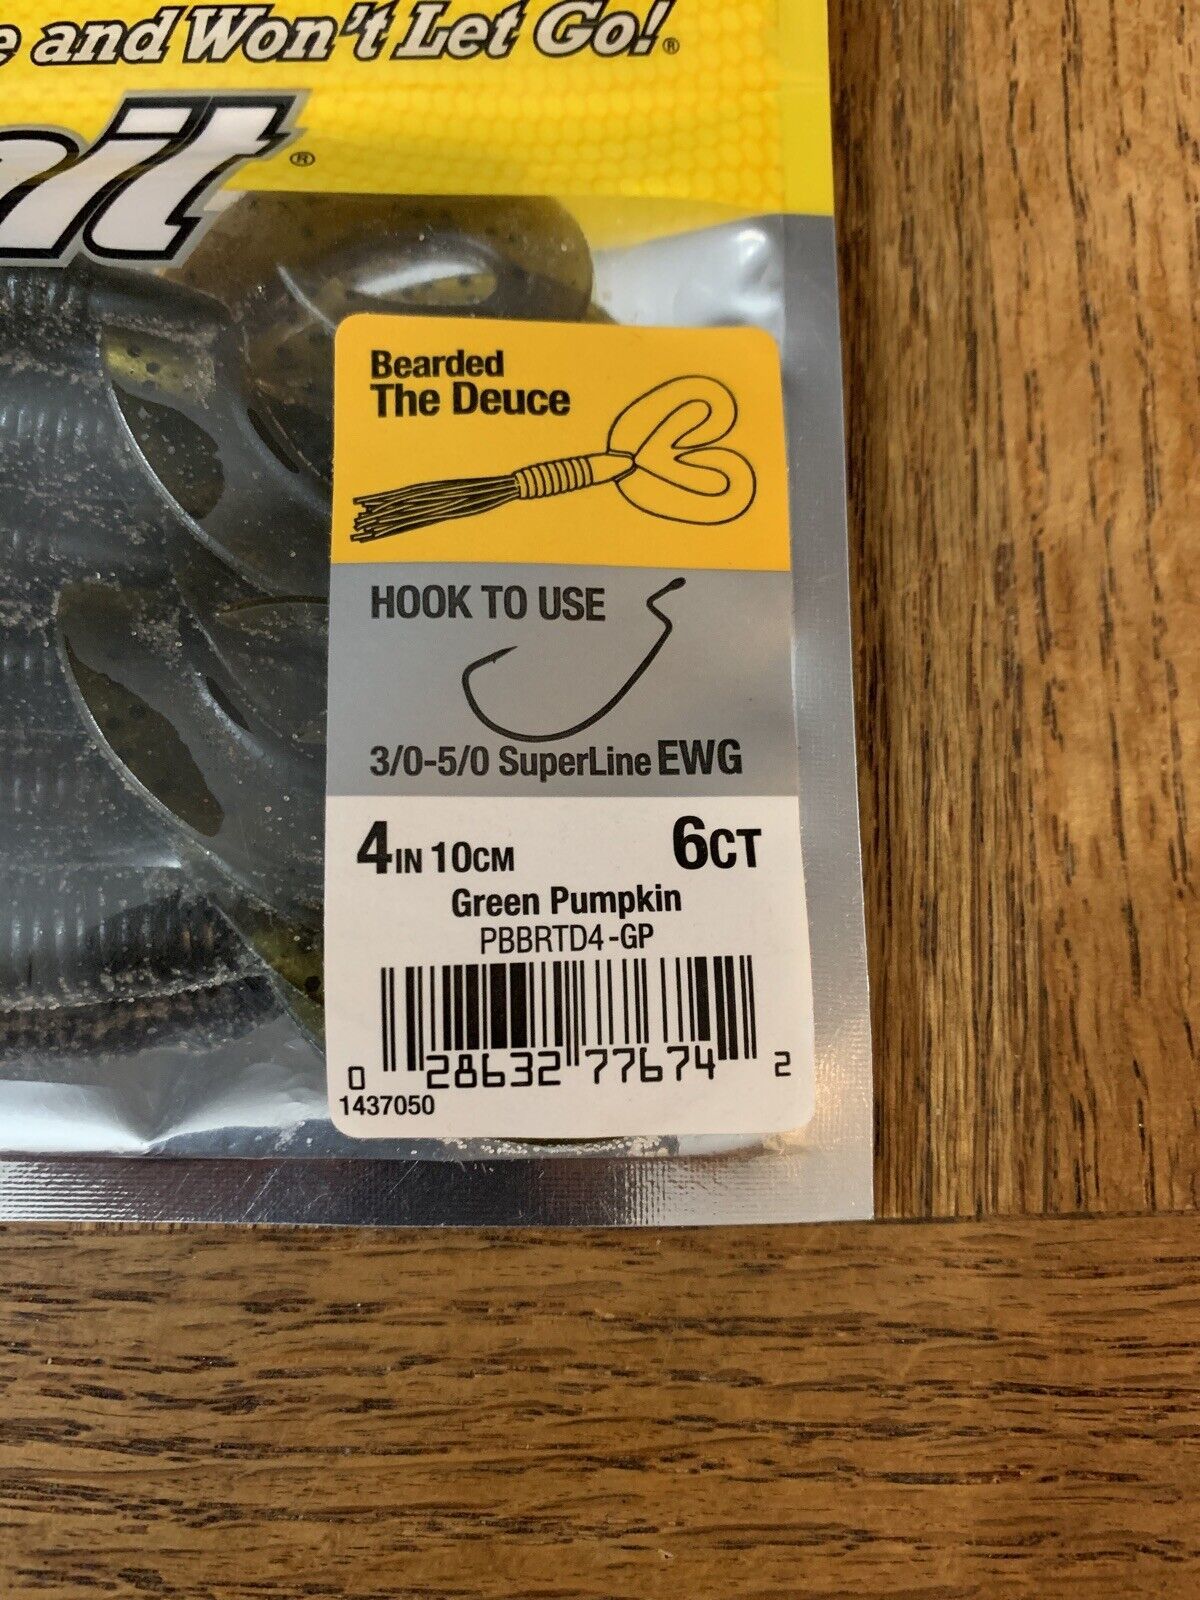 and Won't Let Go!®
®
Bearded
The Deuce
HOOK TO USE
3/0-5/0 SuperLine EWG
4IN 10CM 6CT
Green Pumpkin
PBBRTD4-GP
0 28632 77674 2
1437050